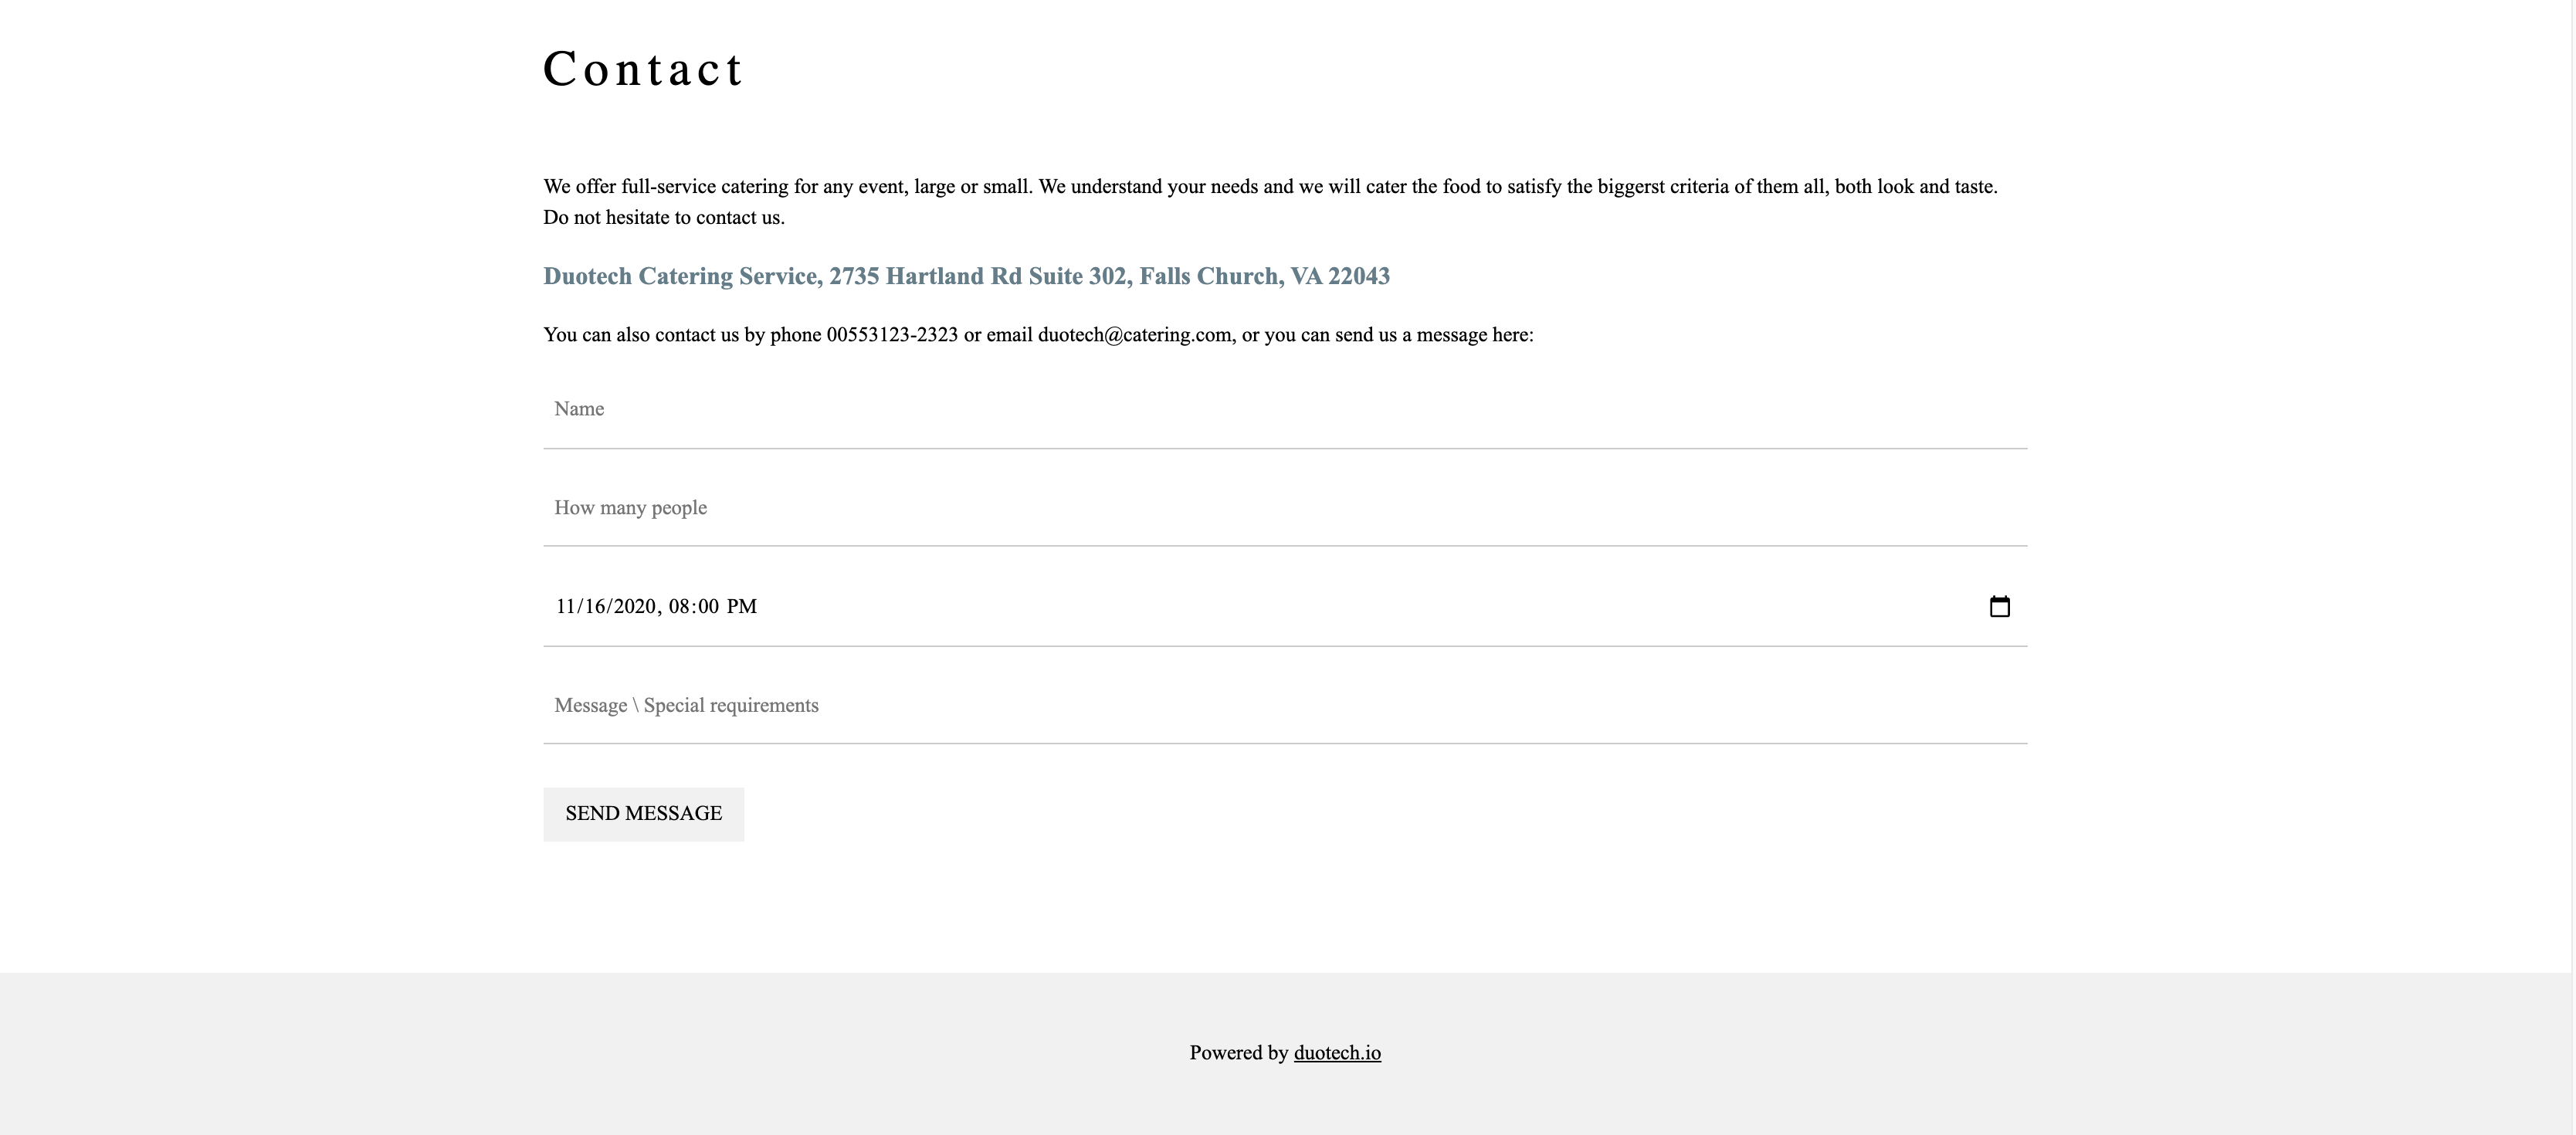 Contact
We offer full-service catering for any event, large or small. We understand your needs and we will cater the food to satisfy the biggerst criteria of them all, both look and taste.
Do not hesitate to contact us.
Duotech Catering Service, 2735 Hartland Rd Suite 302, Falls Church, VA 22043
You can also contact us by phone 00553123-2323 or email duotech@catering.com, or you can send us a message here:
Name
How many people
11/16/2020, 08:00 PM
Message \ Special requirements
SEND MESSAGE
Powered by duotech.io